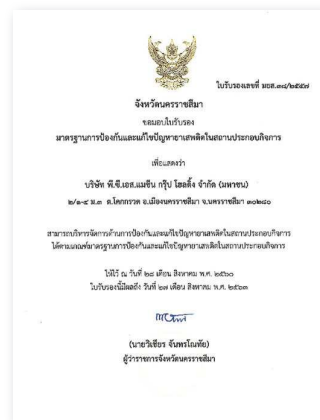 ใบรับรองเลขที่ มยส.๓๘/๒๕๕๗
จังหวัดนครราชสีมา
ขอมอบใบรับรอง
มาตรฐานการป้องกันและแก้ไขปัญหายาเสพติดในสถานประกอบกิจการ
เพื่อแสดงว่า
บริษัท พี.ซี.เอส.แมชีน กรุ๊ป โฮลดิ้ง จำกัด (มหาชน)
๒/๑-๔ ม.๓ ต.โคกกรวด อ.เมืองนครราชสีมา จ.นครราชสีมา ๓๐๒๘๐
สามารถบริหารจัดการด้านการป้องกันและแก้ไขปัญหายาเสพติดในสถานประกอบกิจการ
ได้ตามเกณฑ์มาตรฐานการป้องกันและแก้ไขปัญหายาเสพติดในสถานประกอบกิจการ
ให้ไว้ ณ วันที่ ๒๘ เดือน สิงหาคม พ.ศ. ๒๕๖๐
ใบรับรองนี้มีผลถึง วันที่ ๒๗ เดือน สิงหาคม พ.ศ. ๒๕๖๓
(นายวิเชียร จันทรโณทัย)
ผู้ว่าราชการจังหวัดนครราชสีมา